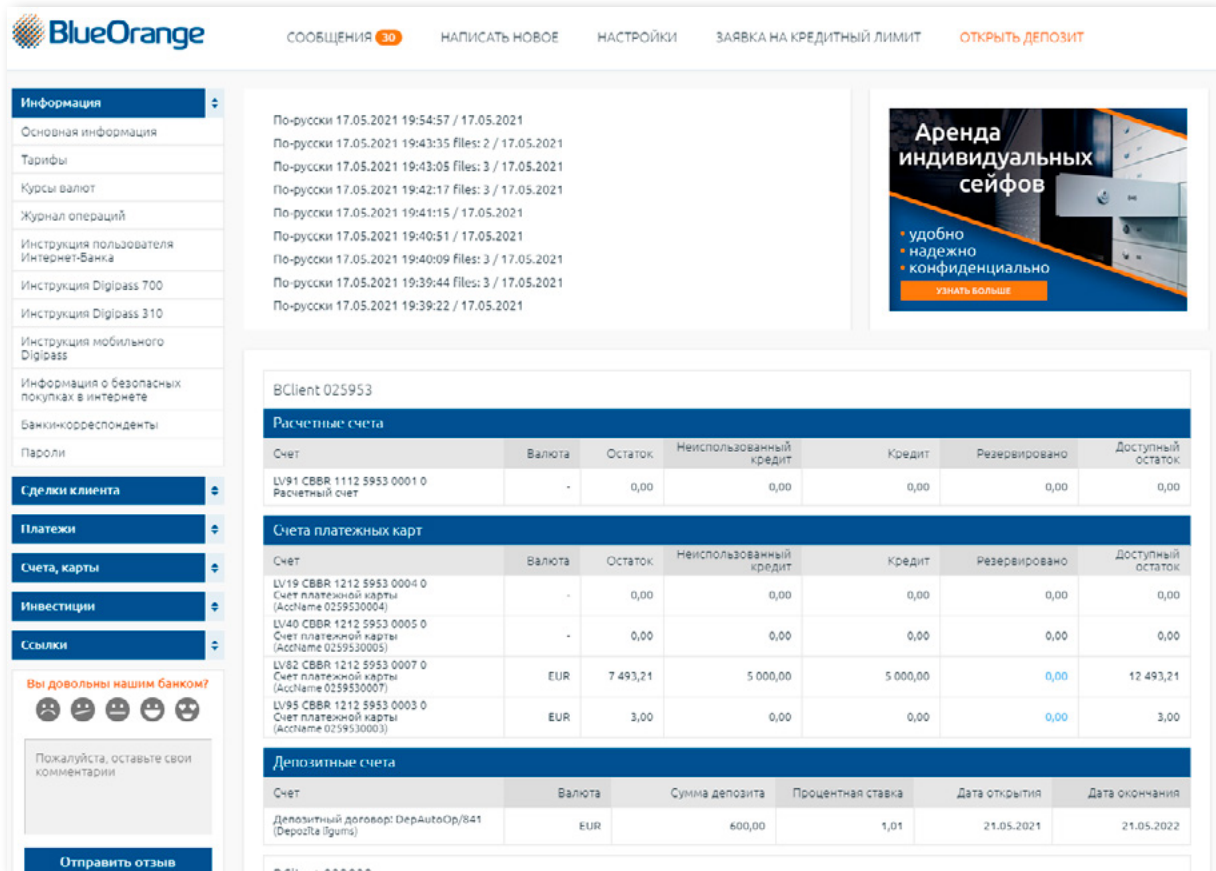 BlueOrange
СООБЩЕНИЯ 30 НАПИСАТЬ НОВОЕ НАСТРОЙКИ ЗАЯВКА НА КРЕДИТНЫЙ ЛИМИТ ОТКРЫТЬ ДЕПОЗИТ
Информация
Основная информация
Тарифы
Курсы валют
Журнал операций
Инструкция пользователя
Интернет-Банка
Инструкция Digipass 700
Инструкция Digipass 310
Инструкция мобильного
Digipass
Информация о безопасных
покупках в интернете
Банки-корреспонденты
Пароли
Сделки клиента
Платежи
Счета, карты
Инвестиции
Ссылки
Вы довольны нашим банком?
Пожалуйста, оставьте свои
комментарии
Отправить отзыв
По-русски 17.05.2021 19:54:57 / 17.05.2021
По-русски 17.05.2021 19:43:35 files: 2 / 17.05.2021
По-русски 17.05.2021 19:43:05 files: 3 / 17.05.2021
По-русски 17.05.2021 19:42:17 files: 3 / 17.05.2021
По-русски 17.05.2021 19:41:15 / 17.05.2021
По-русски 17.05.2021 19:40:51 / 17.05.2021
По-русски 17.05.2021 19:40:09 files: 3 / 17.05.2021
По-русски 17.05.2021 19:39:44 files: 3 / 17.05.2021
По-русски 17.05.2021 19:39:22 / 17.05.2021
Аренда
индивидуальных
сейфов
удобно
надежно
конфиденциально
УЗНАТЬ БОЛЬШЕ
BClient 025953
Расчетные счета
Счет Валюта Остаток Неиспользованный кредит Кредит Резервировано Доступный остаток
LV91 CBBR 1112 5953 0001 0
Расчетный счет - 0,00 0,00 0,00 0,00 0,00
Счета платежных карт
Счет Валюта Остаток Неиспользованный кредит Кредит Резервировано Доступный остаток
LV19 CBBR 1212 5953 0004 0
Счет платежной карты - 0,00 0,00 0,00 0,00 0,00
(AccName 0259530004)
LV40 CBBR 1212 5953 0005 0
Счет платежной карты - 0,00 0,00 0,00 0,00 0,00
(AccName 0259530005)
LV82 CBBR 1212 5953 0007 0
Счет платежной карты EUR 7 493,21 5 000,00 5 000,00 0,00 12 493,21
(AccName 0259530007)
LV95 CBBR 1212 5953 0003 0
Счет платежной карты EUR 3,00 0,00 0,00 0,00 3,00
(AccName 0259530003)
Депозитные счета
Счет Валюта Сумма депозита Процентная ставка Дата открытия Дата окончания
Депозитный договор: DepAutoOp/841
(Depozīta līgums) EUR 600,00 1,01 21.05.2021 21.05.2022